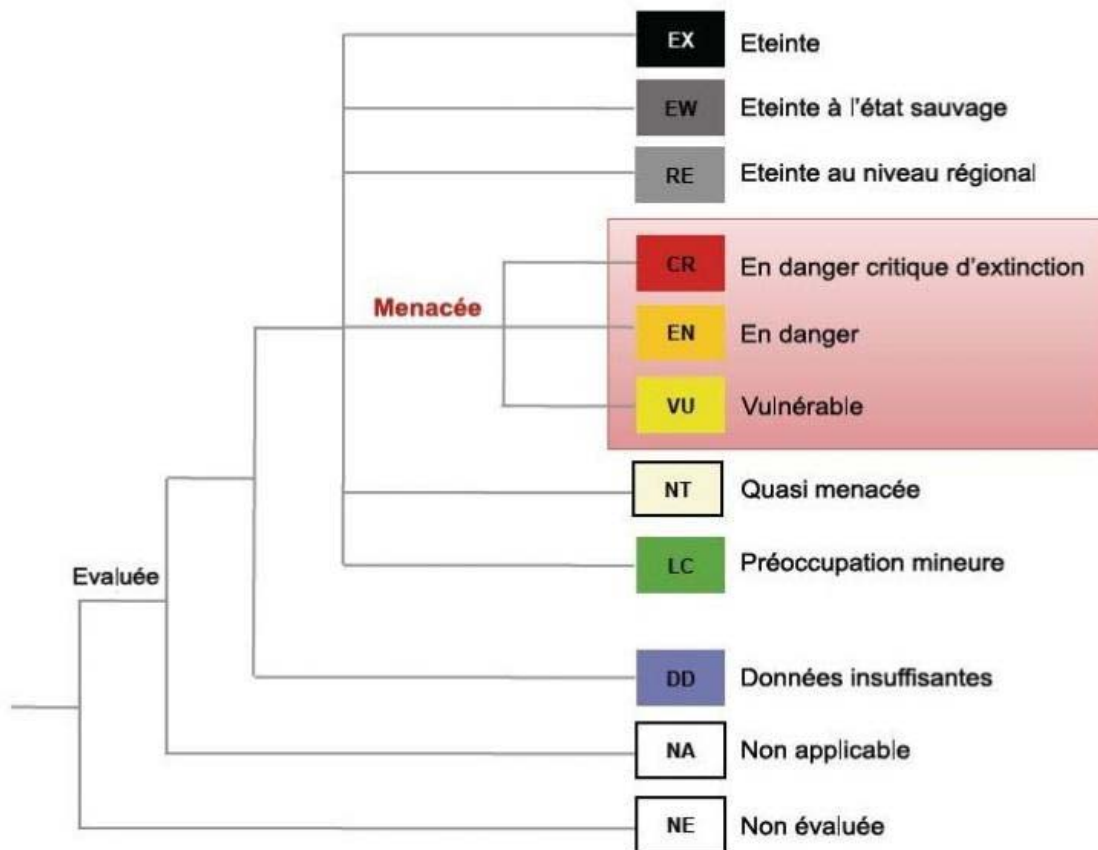 EX Eteinte
EW Eteinte à l'état sauvage
RE Eteinte au niveau régional
CR En danger critique d'extinction
Menacée
EN En danger
VU Vulnérable
NT Quasi menacée
LC Préoccupation mineure
Evaluée
DD Données insuffisantes
NA Non applicable
NE Non évaluée